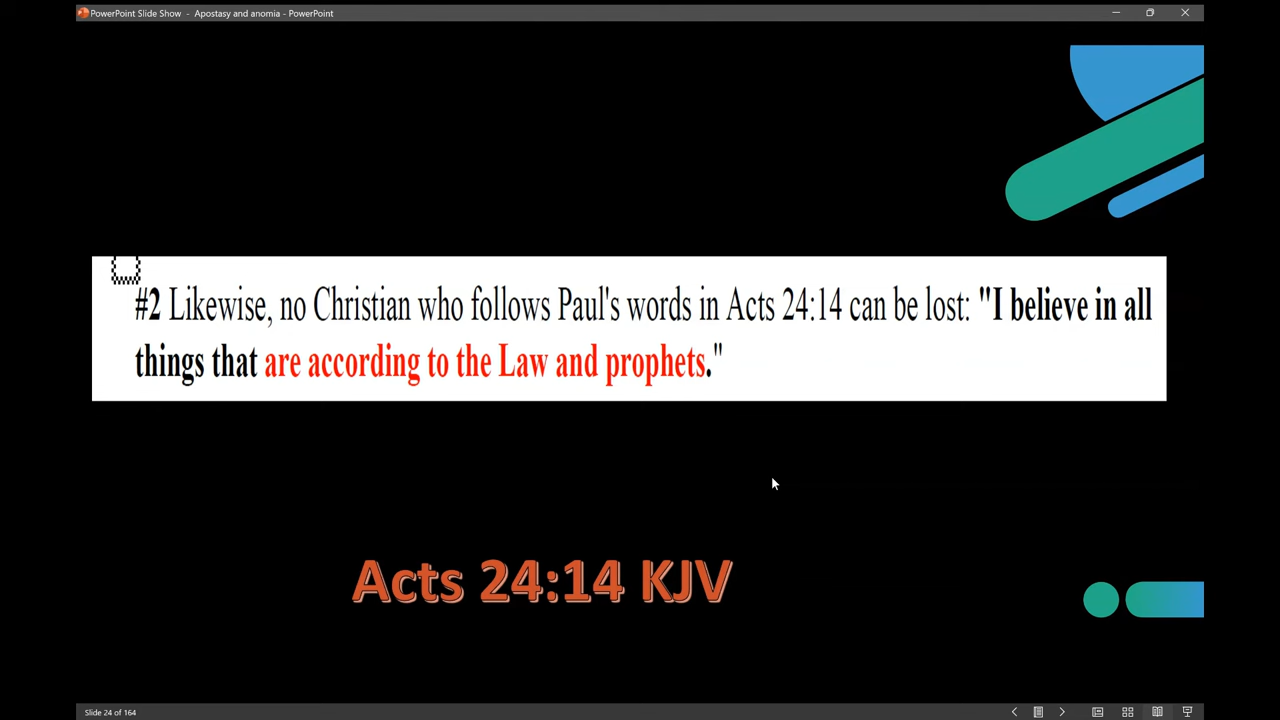 PowerPoint Slide Show - Apostasy and anomia - PowerPoint
#2 Likewise, no Christian who follows Paul's words in Acts 24:14 can be lost: "I believe in all
things that are according to the Law and prophets."
Acts 24:14 KJV
Slide 24 of 164